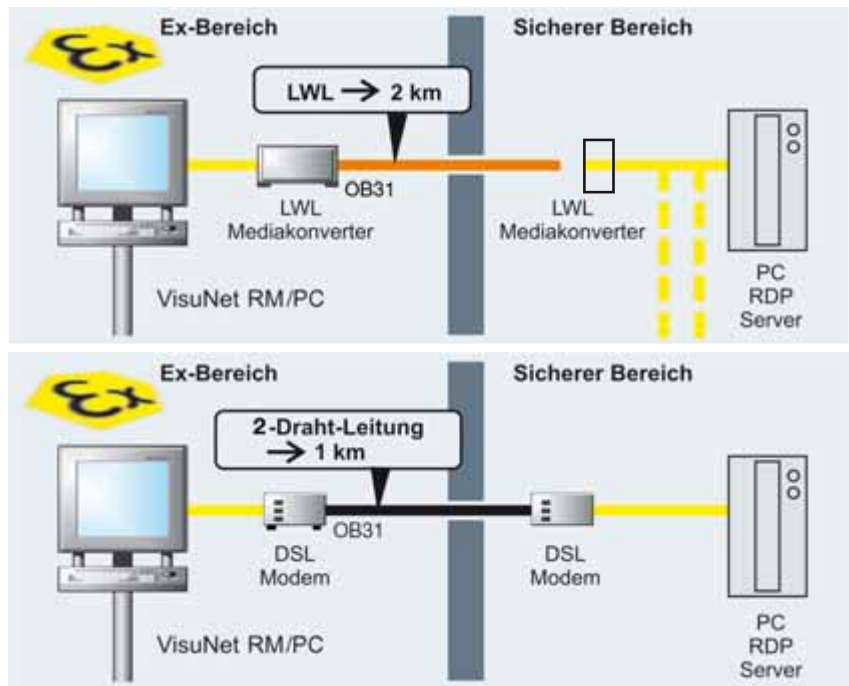 Ex-Bereich
Sicherer Bereich
Ex
LWL → 2 km
OB31
LWL
Mediakonverter
LWL
Mediakonverter
VisuNet RM/PC
PC
RDP
Server
Ex-Bereich
Sicherer Bereich
Ex
2-Draht-Leitung
→ 1 km
OB31
DSL
Modem
DSL
Modem
VisuNet RM/PC
PC
RDP
Server